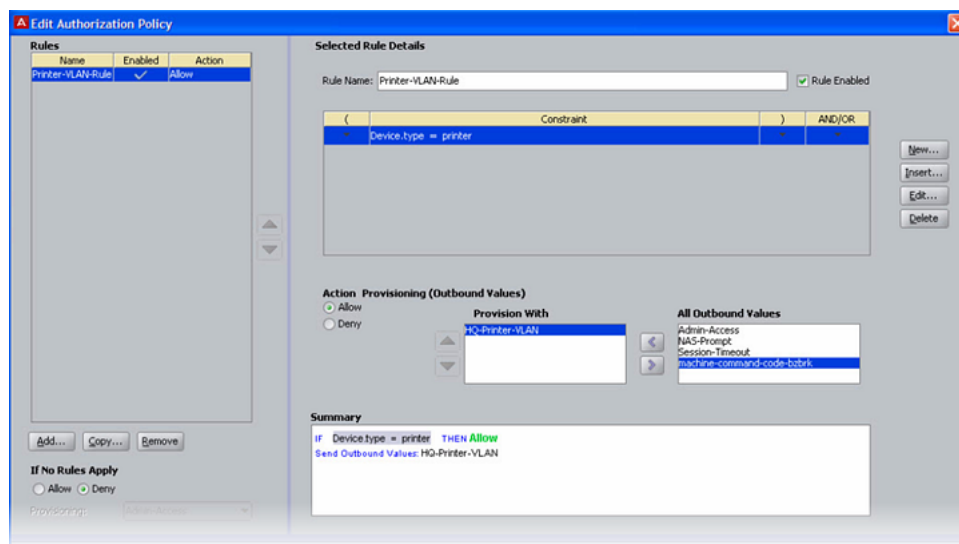 Edit Authorization Policy
Rules
Name Enabled Action
Printer-VLAN-Rule Allow
Add... Copy... Remove
If No Rules Apply
Allow Deny
Provisioning: Admin-Access
Selected Rule Details
Rule Name: Printer-VLAN-Rule Rule Enabled
( Constraint ) AND/OR
Device.type = printer
New...
Insert...
Edit...
Delete
Action Provisioning (Outbound Values)
Allow
Deny
Provision With
HQ-Printer-VLAN
All Outbound Values
Admin-Access
NAS-Prompt
Session-Timeout
machine-command-code-bzbrk
Summary
IF Device.type = printer THEN Allow
Send Outbound Values: HQ-Printer-VLAN